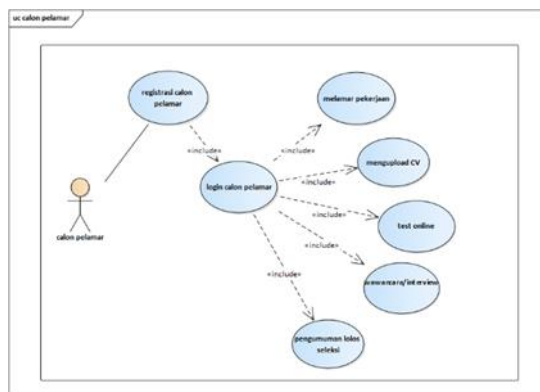 uc calon pelamar
registrasi calon
pelamar
melamar pekerjaan
«include»
«include»
mengupload CV
«include»
login calon pelamar
«include»
test online
calon pelamar
«include»
wawancara/interview
«include»
pengumuman lolos
seleksi